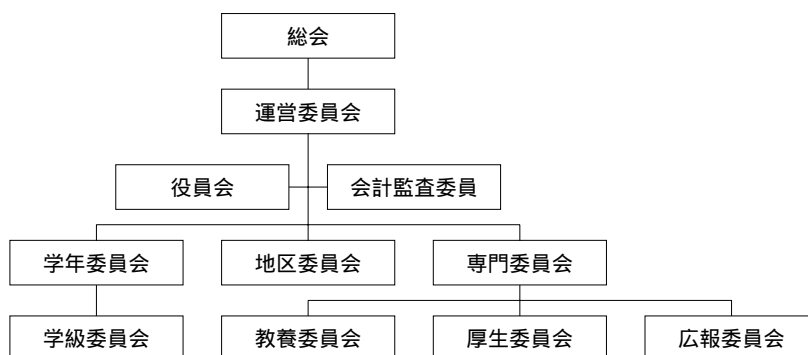 総会
運営委員会
役員会
会計監査委員
学年委員会
地区委員会
専門委員会
学級委員会
教養委員会
厚生委員会
広報委員会